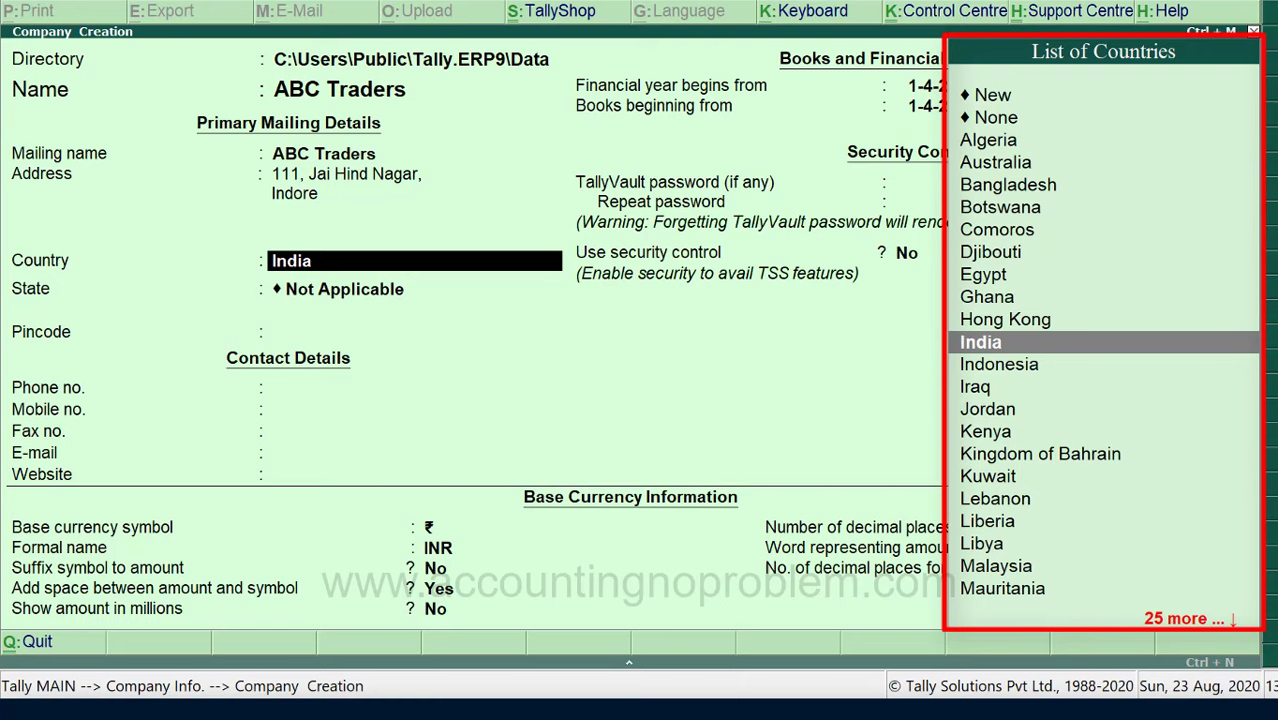 P: Print E: Export M: E-Mail O: Upload S: TallyShop G: Language K: Keyboard K: Control Centre H: Support Centre H: Help
Company Creation Ctrl + M
Directory : C:\Users\Public\Tally.ERP9\Data
Name : ABC Traders
Primary Mailing Details
Mailing name : ABC Traders
Address : 111, Jai Hind Nagar,
Indore
Country : India
State : ♦ Not Applicable
Pincode :
Contact Details
Phone no. :
Mobile no. :
Fax no. :
E-mail :
Website :
Books and Financial
Financial year begins from : 1-4-2
Books beginning from : 1-4-2
Security Con
TallyVault password (if any) :
Repeat password :
(Warning: Forgetting TallyVault password will rend
Use security control ? No
(Enable security to avail TSS features)
Base Currency Information
Base currency symbol : ₹
Formal name : INR
Suffix symbol to amount ? No
Add space between amount and symbol ? Yes
Show amount in millions ? No
Number of decimal places
Word representing amou
No. of decimal places fo
www.accountingnoproblem.com
List of Countries
♦ New
♦ None
Algeria
Australia
Bangladesh
Botswana
Comoros
Djibouti
Egypt
Ghana
Hong Kong
India
Indonesia
Iraq
Jordan
Kenya
Kingdom of Bahrain
Kuwait
Lebanon
Liberia
Libya
Malaysia
Mauritania
25 more ... ↓
Q: Quit
Ctrl + N
Tally MAIN --> Company Info. --> Company Creation © Tally Solutions Pvt Ltd., 1988-2020 Sun, 23 Aug, 2020 13